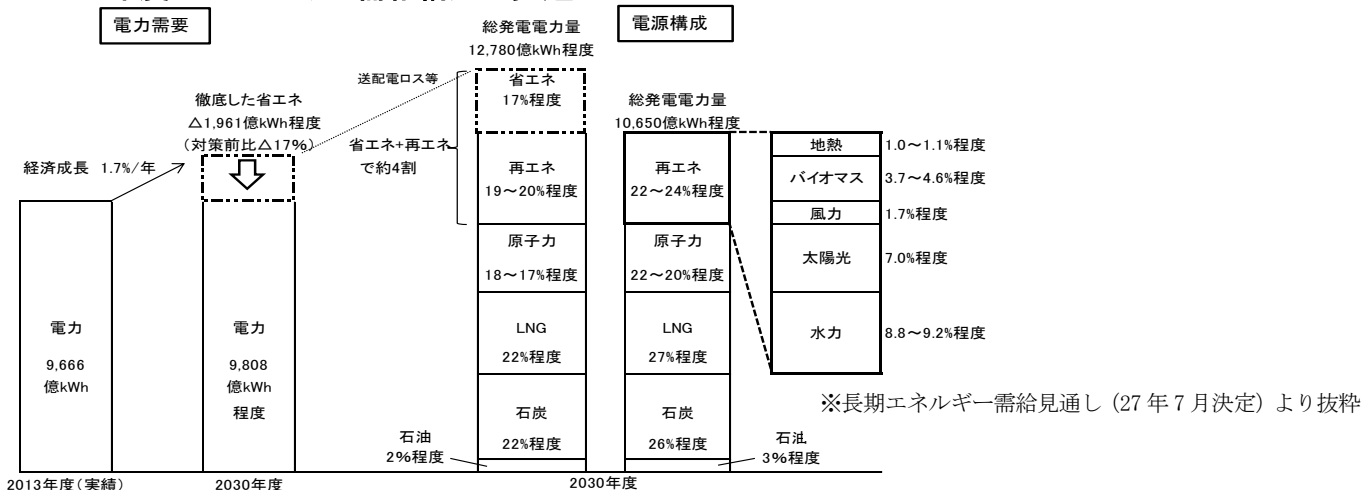 電力需要
電源構成
総発電電力量
12,780億kWh程度
送配電ロス等
省エネ
17%程度
徹底した省エネ
△1,961億kWh程度
(対策前比△17%)
総発電電力量
10,650億kWh程度
経済成長 1.7%/年
省エネ+再エネ
で約4割
再エネ
19~20%程度
再エネ
22~24%程度
地熱
1.0~1.1%程度
バイオマス
3.7~4.6%程度
風力
1.7%程度
太陽光
7.0%程度
水力
8.8~9.2%程度
原子力
18~17%程度
原子力
22~20%程度
電力
9,666
億kWh
電力
9,808
億kWh
程度
LNG
22%程度
LNG
27%程度
石炭
22%程度
石炭
26%程度
石油
2%程度
石油
3%程度
※長期エネルギー需給見通し(27年7月決定)より抜粋
2013年度(実績)
2030年度
2030年度